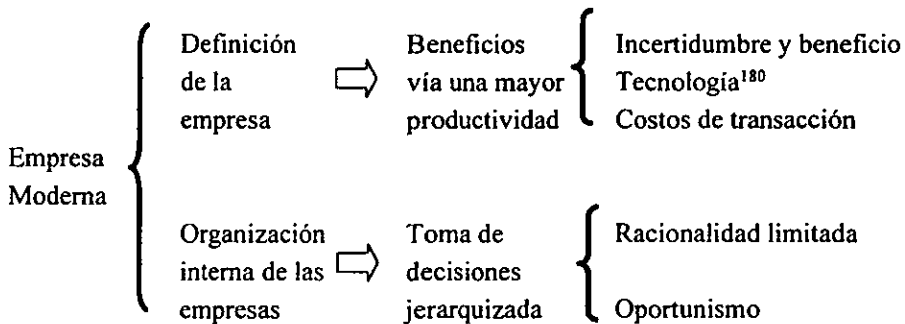 Empresa
Moderna
Definición
de la
empresa
Beneficios
vía una mayor
productividad
Incertidumbre y beneficio
Tecnología¹⁸⁰
Costos de transacción
Organización
interna de las
empresas
Toma de
decisiones
jerarquizada
Racionalidad limitada
Oportunismo